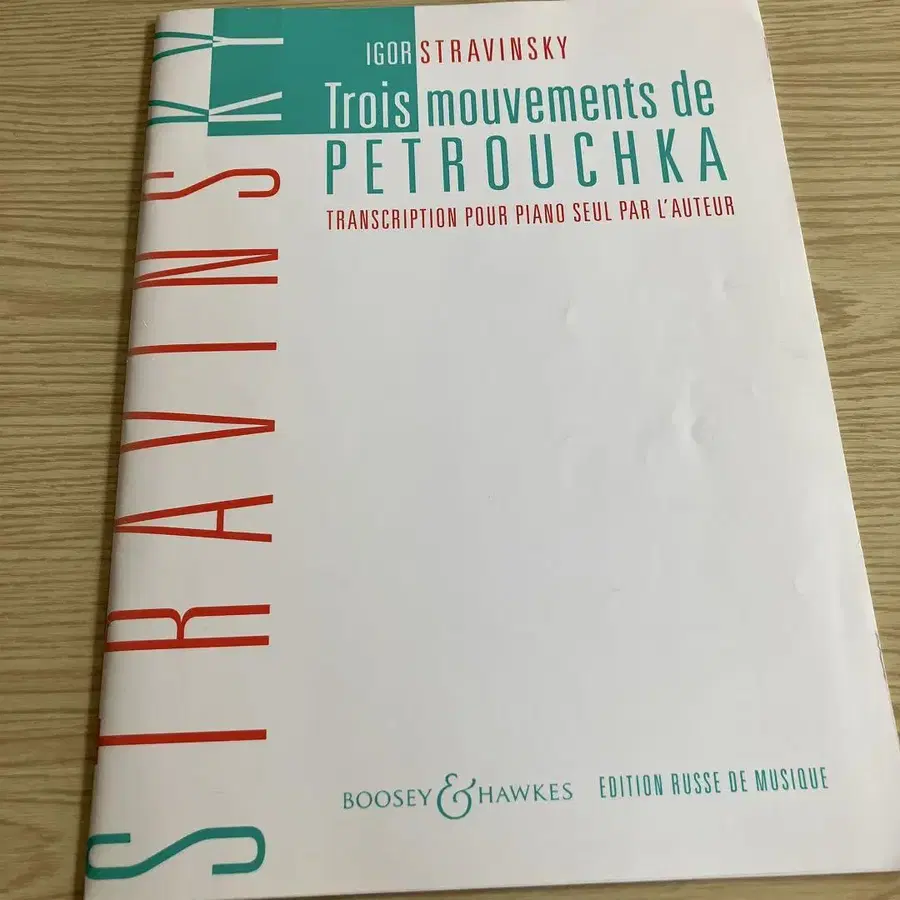 IGOR STRAVINSKY
Trois mouvements de
PETROUCHKA
TRANSCRIPTION POUR PIANO SEUL PAR L'AUTEUR
STRAVINSKY
BOOSEY & HAWKES EDITION RUSSE DE MUSIQUE